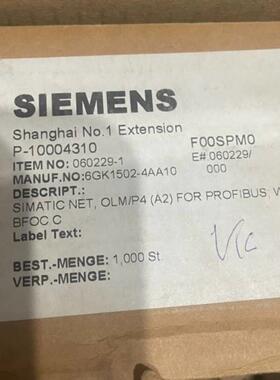 SIEMENS
Shanghai No.1 Extension
P-10004310 F00SPM0
ITEM NO: 060229-1 E#.060229/
MANUF.NO:6GK1502-4AA10 000
DESCRIPT.:
SIMATIC NET, OLM/P4 (A2) FOR PROFIBUS, W
BFOC C
Label Text:
BEST.-MENGE: 1,000 St
VERP.-MENGE: